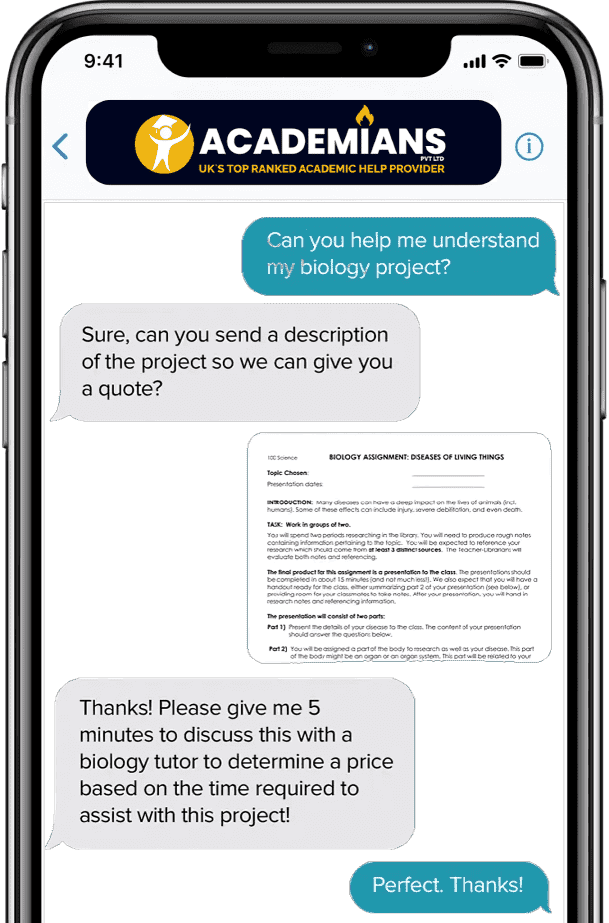 9:41
ACADEMIANS
PVT LTD
UK'S TOP RANKED ACADEMIC HELP PROVIDER
i
Can you help me understand
my biology project?
Sure, can you send a description
of the project so we can give you
a quote?
10E Science BIOLOGY ASSIGNMENT: DISEASES OF LIVING THINGS
Topic Chosen:
Presentation dates:
INTRODUCTION: Many diseases can have a deep impact on the lives of animals (incl.
humans). Some of these effects can include injury, severe debilitation, and even death.
TASK: Work in groups of two.
You will spend two periods researching in the library. You will need to produce rough notes
containing information pertaining to the topic. You will be expected to reference your
research which should come from at least 3 distinct sources. The Teacher-Librarians will
evaluate both notes and referencing.
The final product for this assignment is a presentation to the class. The presentations should
be completed in about 15 minutes (and not much less!). We also expect that you will have a
handout ready for the class, either summarizing part 2 of your presentation (see below), or
providing room for your classmates to take notes. After your presentation, you will hand in
research notes and referencing information.
The presentation will consist of two parts:
Part 1) Present the details of your disease to the class. The content of your presentation
should answer the questions below.
Part 2) You will be assigned a part of the body to research as well as your disease. This part
of the body might be an organ or an organ system. This part will be related to your
Thanks! Please give me 5
minutes to discuss this with a
biology tutor to determine a price
based on the time required to
assist with this project!
Perfect. Thanks!